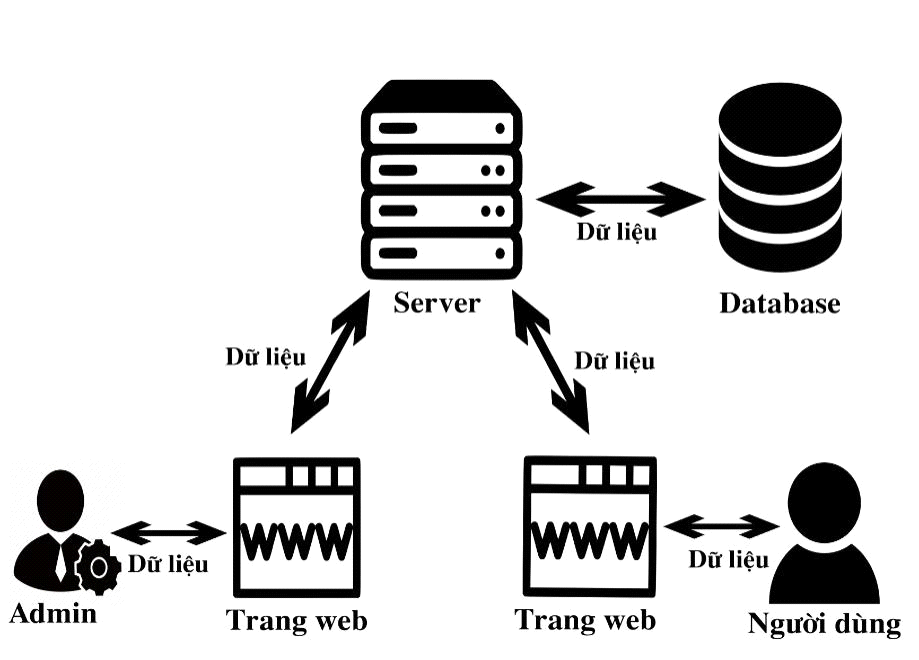 Dữ liệu
Server
Database
Dữ liệu
Dữ liệu
WWW
WWW
Dữ liệu
Dữ liệu
Admin
Trang web
Trang web
Người dùng